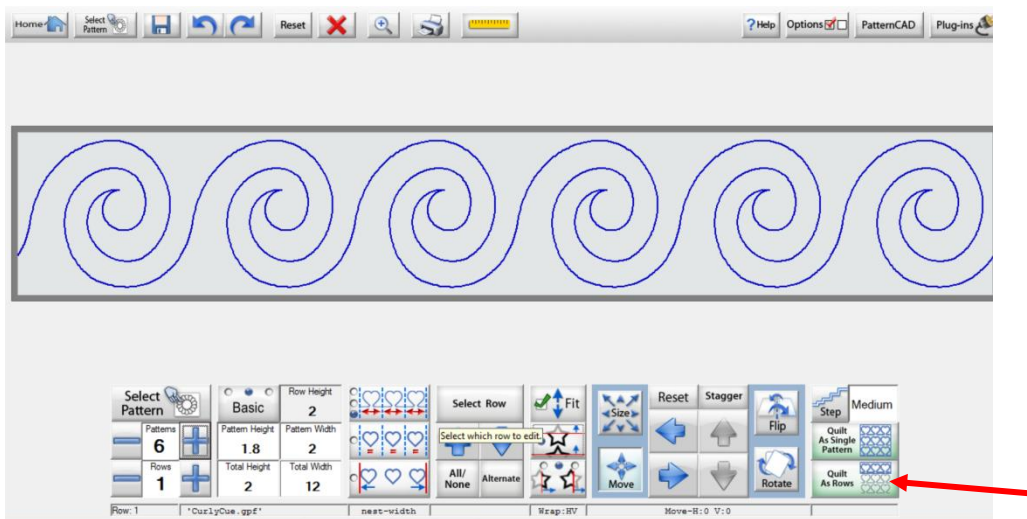 Home
Select
Pattern
Reset
? Help
Options
PatternCAD
Plug-ins
Select
Pattern
Patterns
6
Rows
1
Basic
Row Height
2
Pattern Height
1.8
Pattern Width
2
Total Height
2
Total Width
12
Select Row
Select which row to edit.
All/
None
Alternate
Fit
Size
Move
Reset
Stagger
Flip
Rotate
Step
Medium
Quilt
As Single
Pattern
Quilt
As Rows
Row: 1
'CurlyCue.gpf'
nest-width
Wrap:HV
Move-H:0 V:0